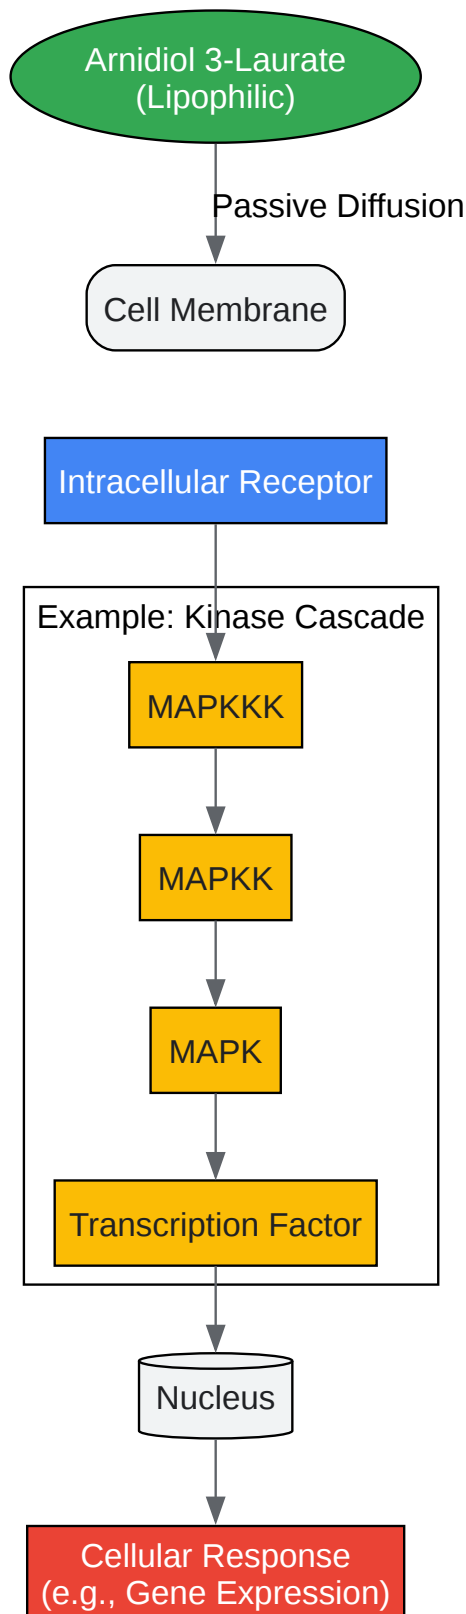 Arnidiol 3-Laurate
(Lipophilic)
Passive Diffusion
Cell Membrane
Intracellular Receptor
Example: Kinase Cascade
MAPKKK
MAPKK
MAPK
Transcription Factor
Nucleus
Cellular Response
(e.g., Gene Expression)